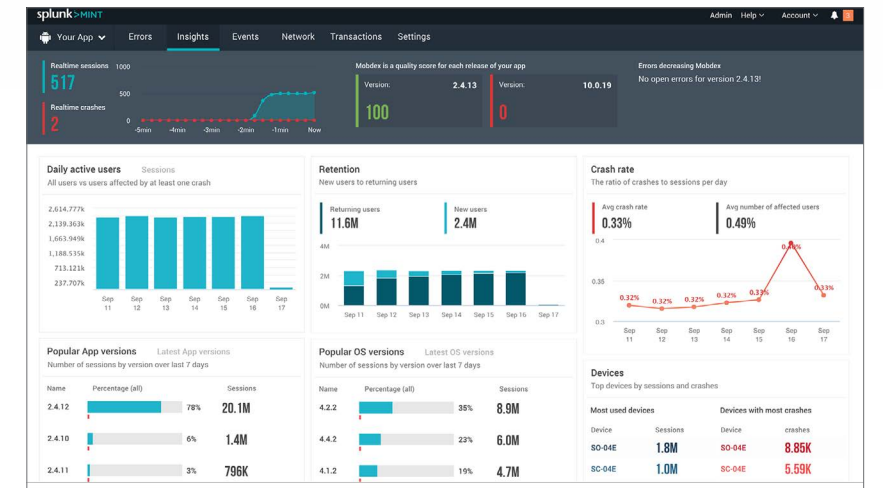 splunk>MINT
Admin Help Account
Your App Errors Insights Events Network Transactions Settings
Realtime sessions
517
Realtime crashes
2
1000
500
0
-5min -4min -3min -2min -1min Now
Mobdex is a quality score for each release of your app
Version: 2.4.13
100
Version: 10.0.19
0
Errors decreasing Mobdex
No open errors for version 2.4.13!
Daily active users Sessions
All users vs users affected by at least one crash
2,614.777k
2,139.363k
1,663.949k
1,188.535k
713.121k
237.707k
Sep 11 Sep 12 Sep 13 Sep 14 Sep 15 Sep 16 Sep 17
Retention
New users to returning users
Returning users
11.6M
New users
2.4M
4M
2M
0M
Sep 11 Sep 12 Sep 13 Sep 14 Sep 15 Sep 16 Sep 17
Crash rate
The ratio of crashes to sessions per day
Avg crash rate
0.33%
Avg number of affected users
0.49%
0.4
0.35
0.3
0.32% 0.32% 0.32% 0.32% 0.33% 0.40% 0.33%
Sep 11 Sep 12 Sep 13 Sep 14 Sep 15 Sep 16 Sep 17
Popular App versions Latest App versions
Number of sessions by version over last 7 days
Name Percentage (all) Sessions
2.4.12 78% 20.1M
2.4.10 6% 1.4M
2.4.11 3% 796K
Popular OS versions Latest OS versions
Number of sessions by version over last 7 days
Name Percentage (all) Sessions
4.2.2 35% 8.9M
4.4.2 23% 6.0M
4.1.2 19% 4.7M
Devices
Top devices by sessions and crashes
Most used devices
Device Sessions
SO-04E 1.8M
SC-04E 1.0M
Devices with most crashes
Device crashes
SO-04E 8.85K
SC-04E 5.59K